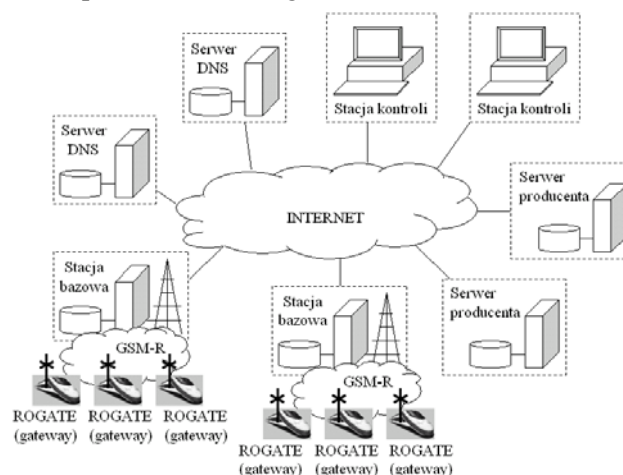 Serwer
DNS
Stacja kontroli
Stacja kontroli
Serwer
DNS
Serwer
producenta
INTERNET
Stacja
bazowa
Stacja
bazowa
Serwer
producenta
GSM-R
GSM-R
ROGATE
(gateway)
ROGATE
(gateway)
ROGATE
(gateway)
ROGATE
(gateway)
ROGATE
(gateway)
ROGATE
(gateway)